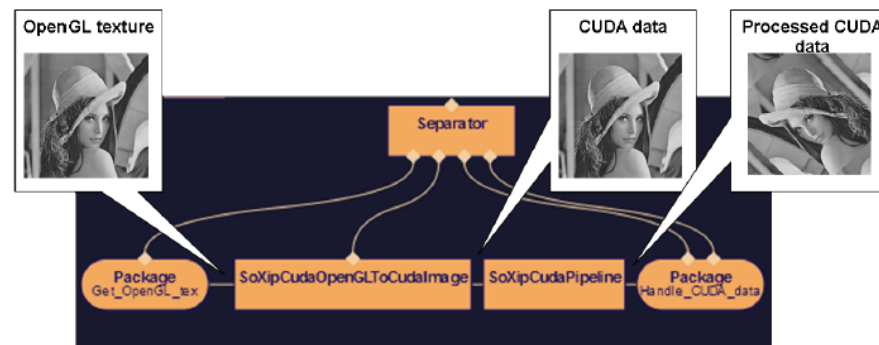 OpenGL texture
CUDA data
Processed CUDA
data
Separator
Package
Get_OpenGL_tex
SoXipCudaOpenGLToCudaImage
SoXipCudaPipeline
Package
Handle_CUDA_data